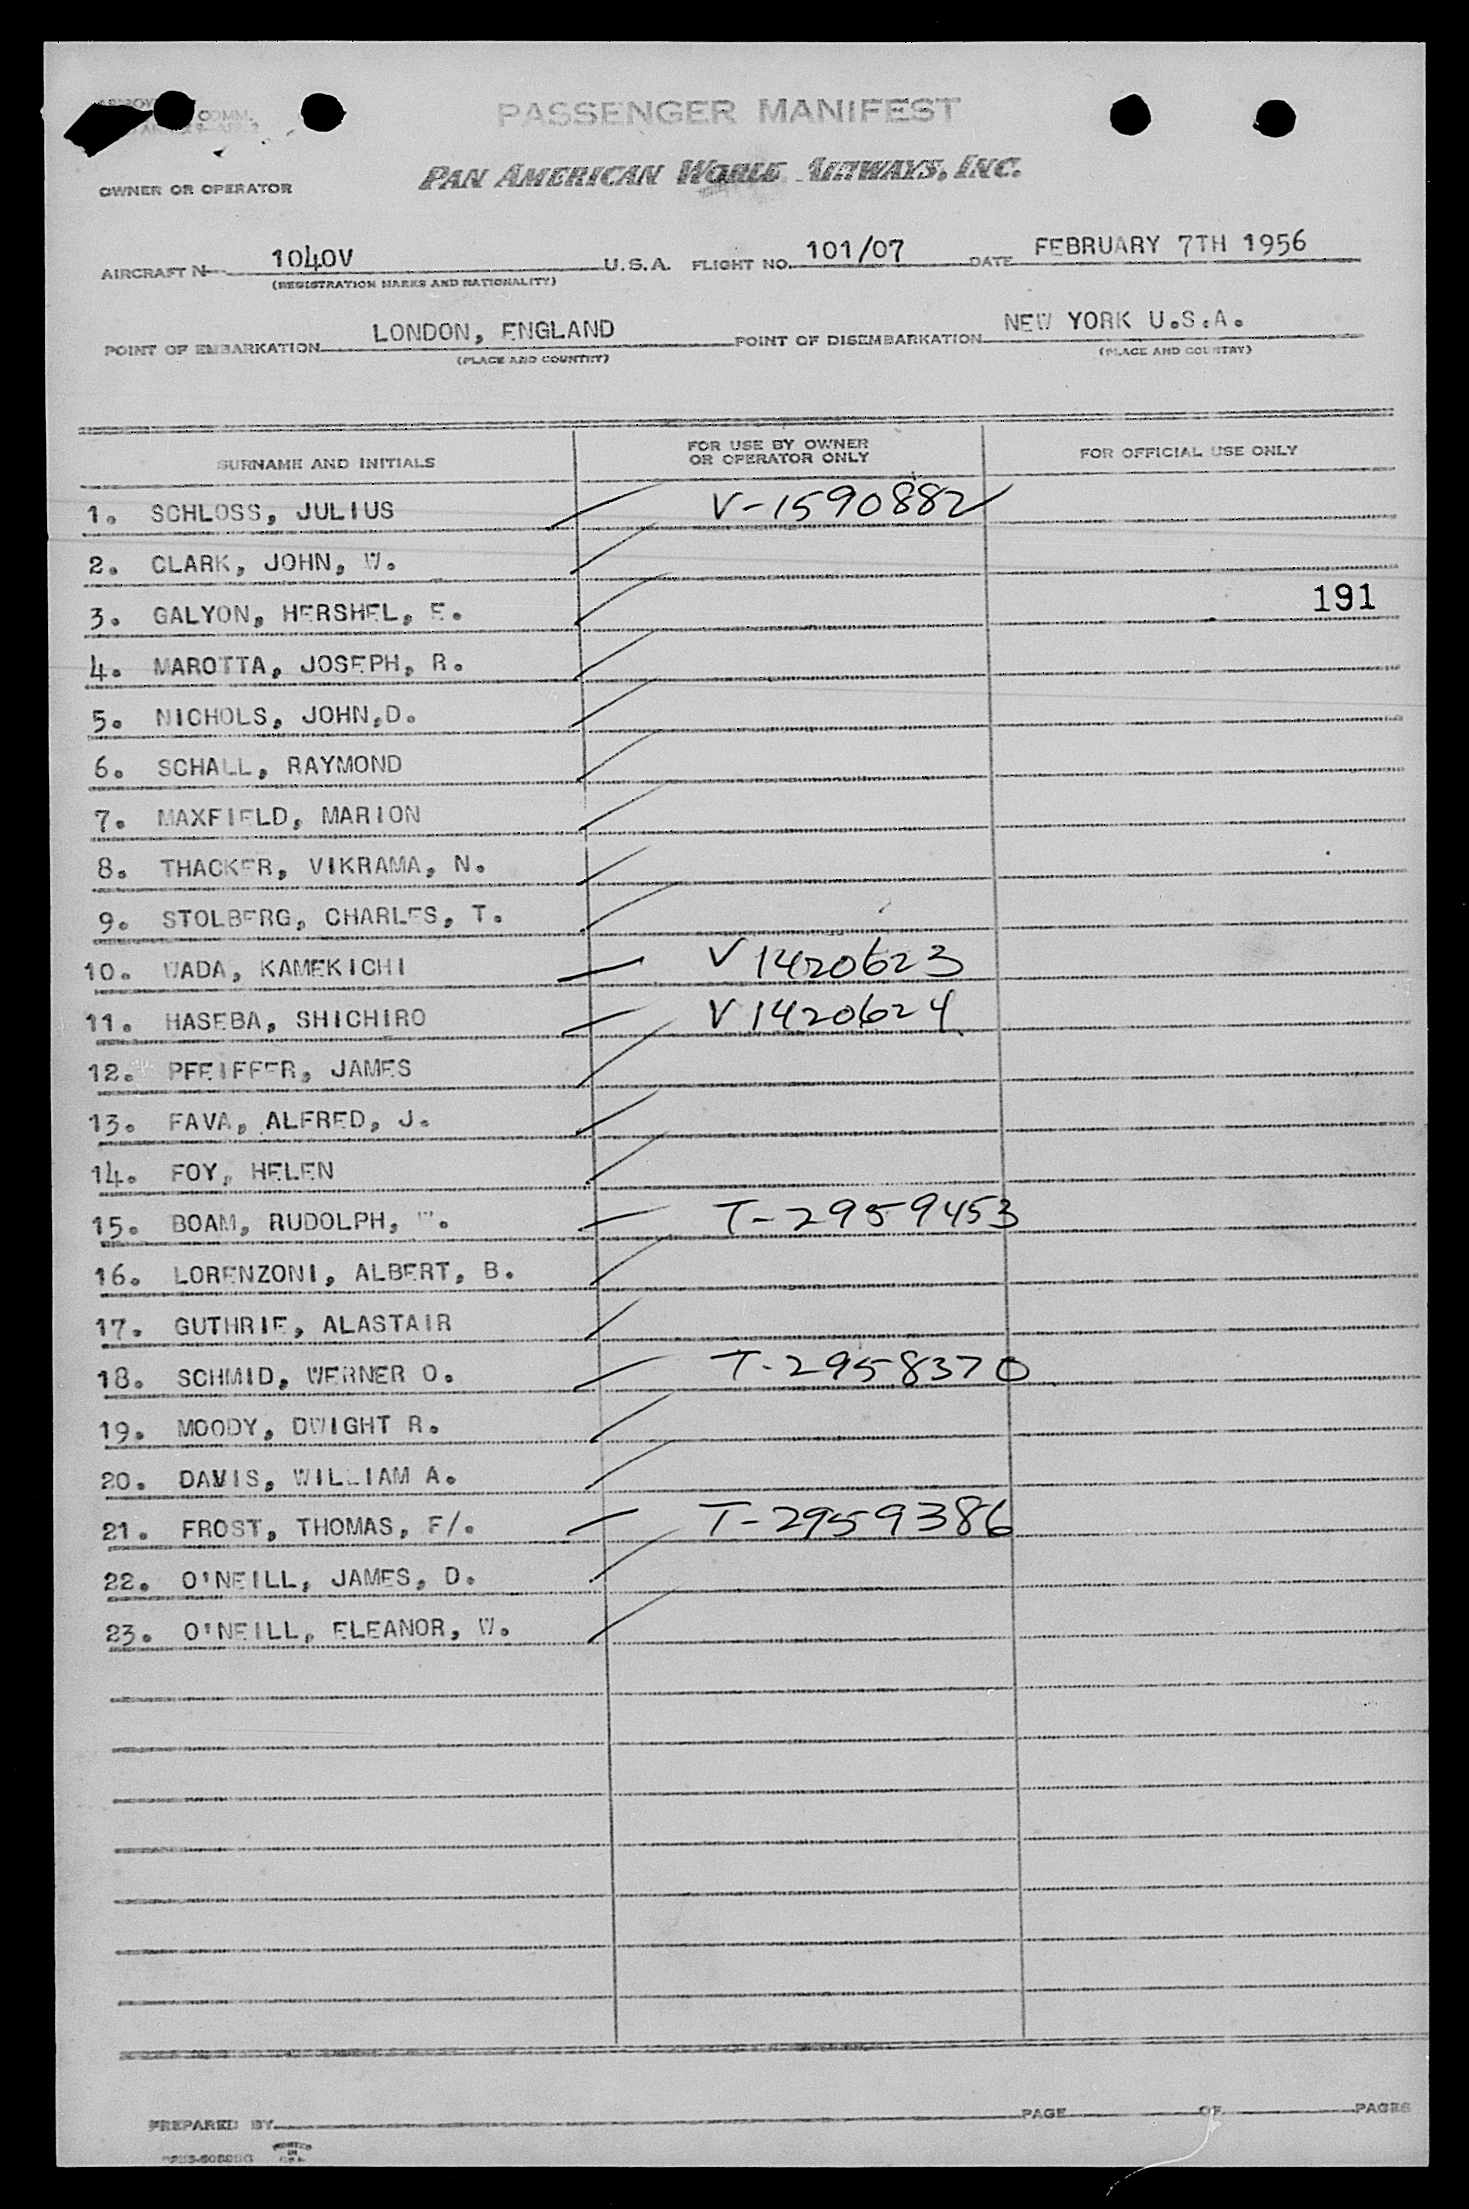 COMM.
PASSENGER MANIFEST
OWNER OR OPERATOR PAN AMERICAN WORLD AIRWAYS, INC.
AIRCRAFT N 1040V U.S.A. FLIGHT NO. 101/07 DATE FEBRUARY 7TH 1956
(REGISTRATION MARKS AND NATIONALITY)
POINT OF EMBARKATION LONDON, ENGLAND POINT OF DISEMBARKATION NEW YORK U.S.A.
(PLACE AND COUNTRY) (PLACE AND COUNTRY)
SURNAME AND INITIALS FOR USE BY OWNER OR OPERATOR ONLY FOR OFFICIAL USE ONLY
1. SCHLOSS, JULIUS V-1590882
2. CLARK, JOHN, W.
3. GALYON, HERSHEL, E. 191
4. MAROTTA, JOSEPH, R.
5. NICHOLS, JOHN,D.
6. SCHALL, RAYMOND
7. MAXFIELD, MARION
8. THACKER, VIKRAMA, N.
9. STOLBERG, CHARLES, T.
10. WADA, KAMEKICHI V 1420623
11. HASEBA, SHICHIRO V 1420624
12. PFEIFFER, JAMES
13. FAVA, ALFRED, J.
14. FOY, HELEN
15. BOAM, RUDOLPH, W. T-2959453
16. LORENZONI, ALBERT, B.
17. GUTHRIE, ALASTAIR
18. SCHMID, WERNER O. T-2958370
19. MOODY, DWIGHT R.
20. DAVIS, WILLIAM A.
21. FROST, THOMAS, F/. T-2959386
22. O'NEILL, JAMES, D.
23. O'NEILL, ELEANOR, W.
PREPARED BY PAGE OF PAGES
PRINTED IN U.S.A.